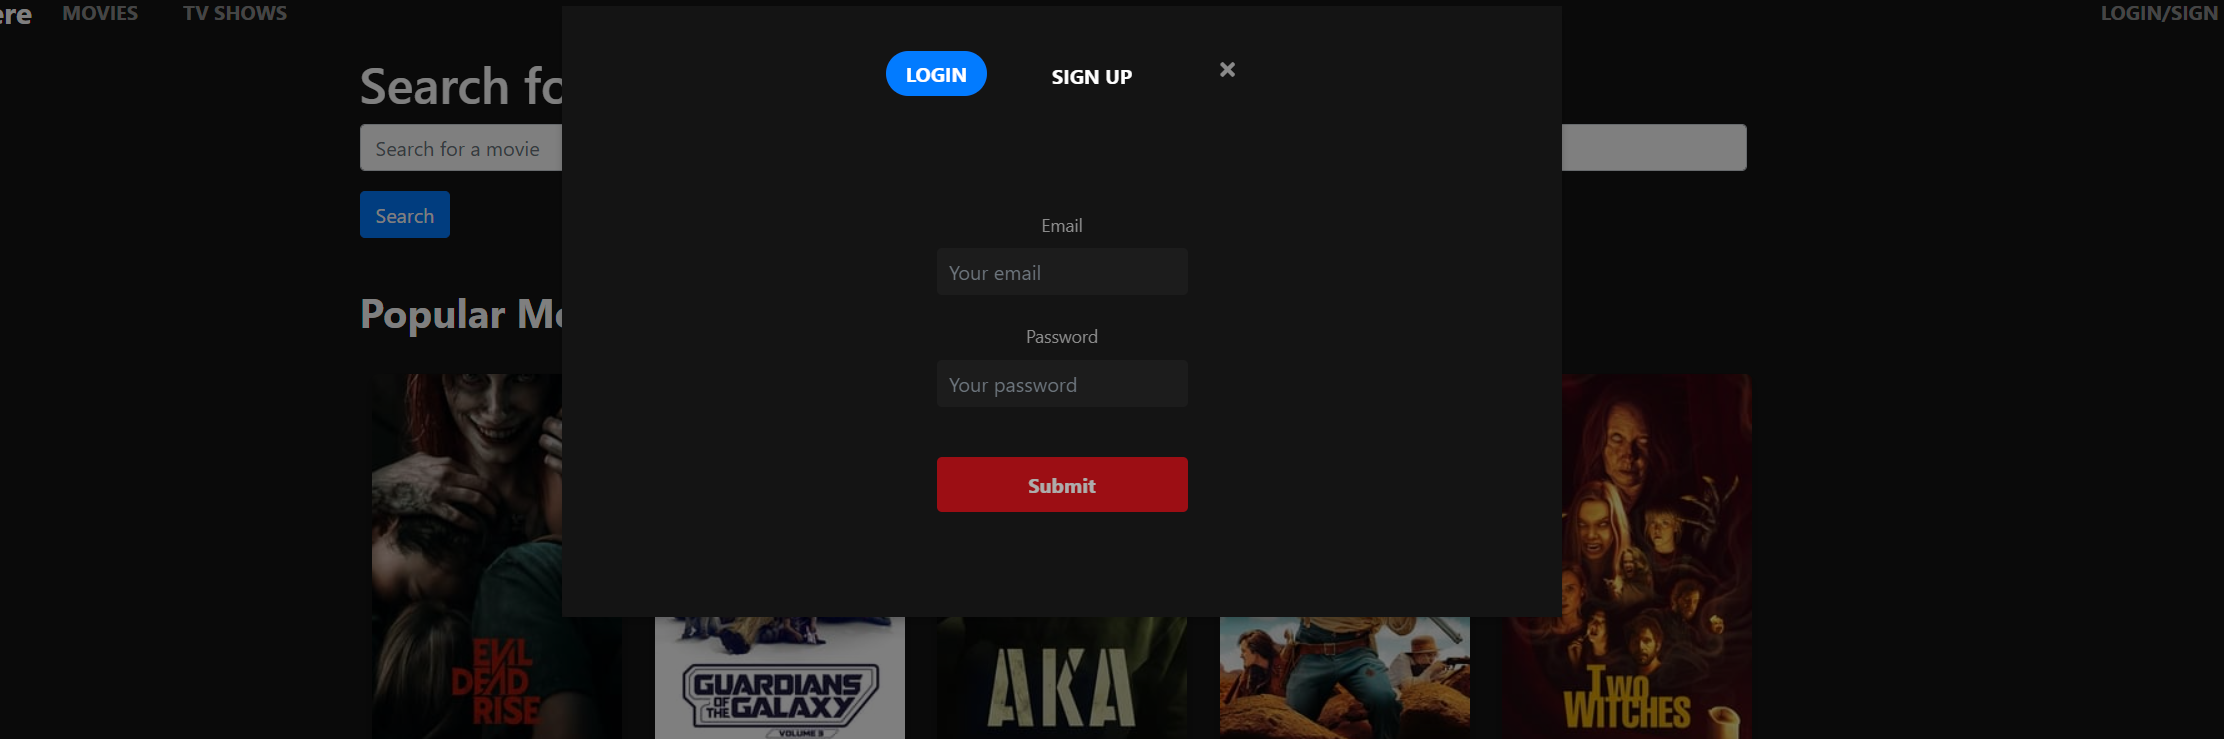 ere MOVIES TV SHOWS LOGIN/SIGN
LOGIN SIGN UP ×
Search fo
Search for a movie
Search
Email
Your email
Popular Mo
Password
Your password
Submit
EVIL
DEAD
RISE
GUARDIANS
OF THE GALAXY
VOLUME 3
AKA
TWO
WITCHES